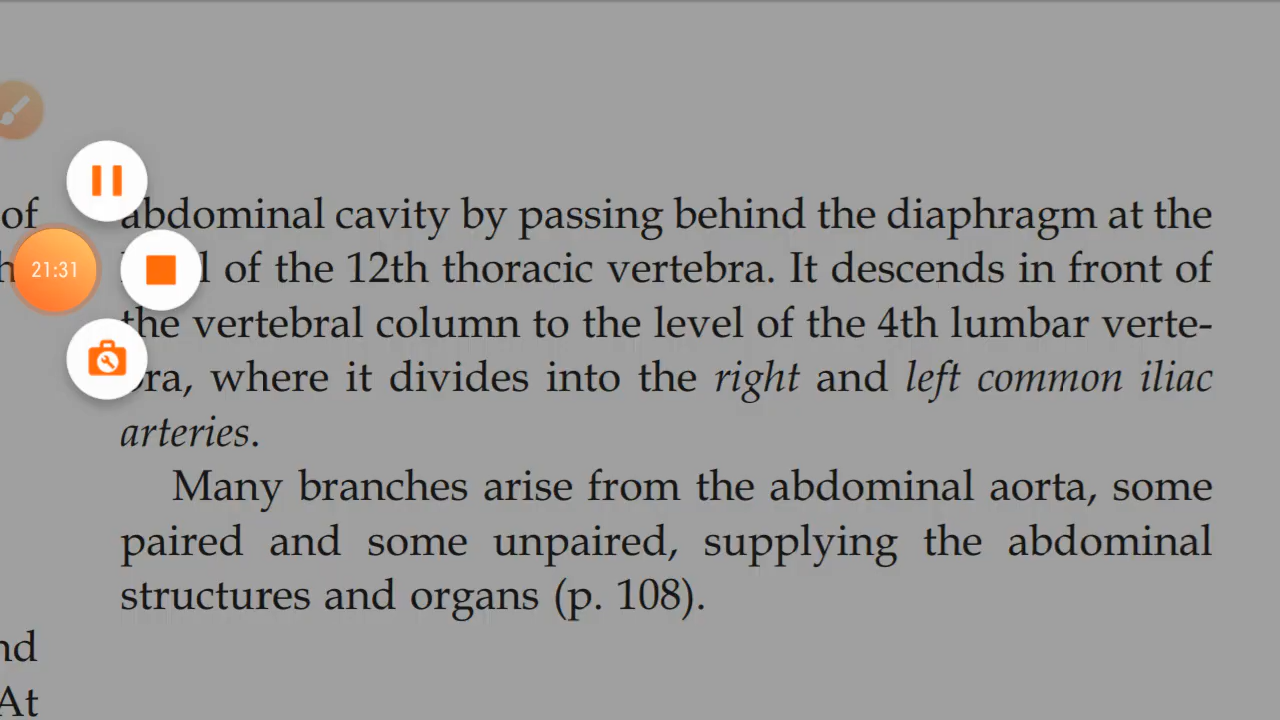 of
abdominal cavity by passing behind the diaphragm at the
21:31
of the 12th thoracic vertebra. It descends in front of
the vertebral column to the level of the 4th lumbar verte-
bra, where it divides into the right and left common iliac
arteries.
Many branches arise from the abdominal aorta, some
paired and some unpaired, supplying the abdominal
structures and organs (p. 108).
nd
At